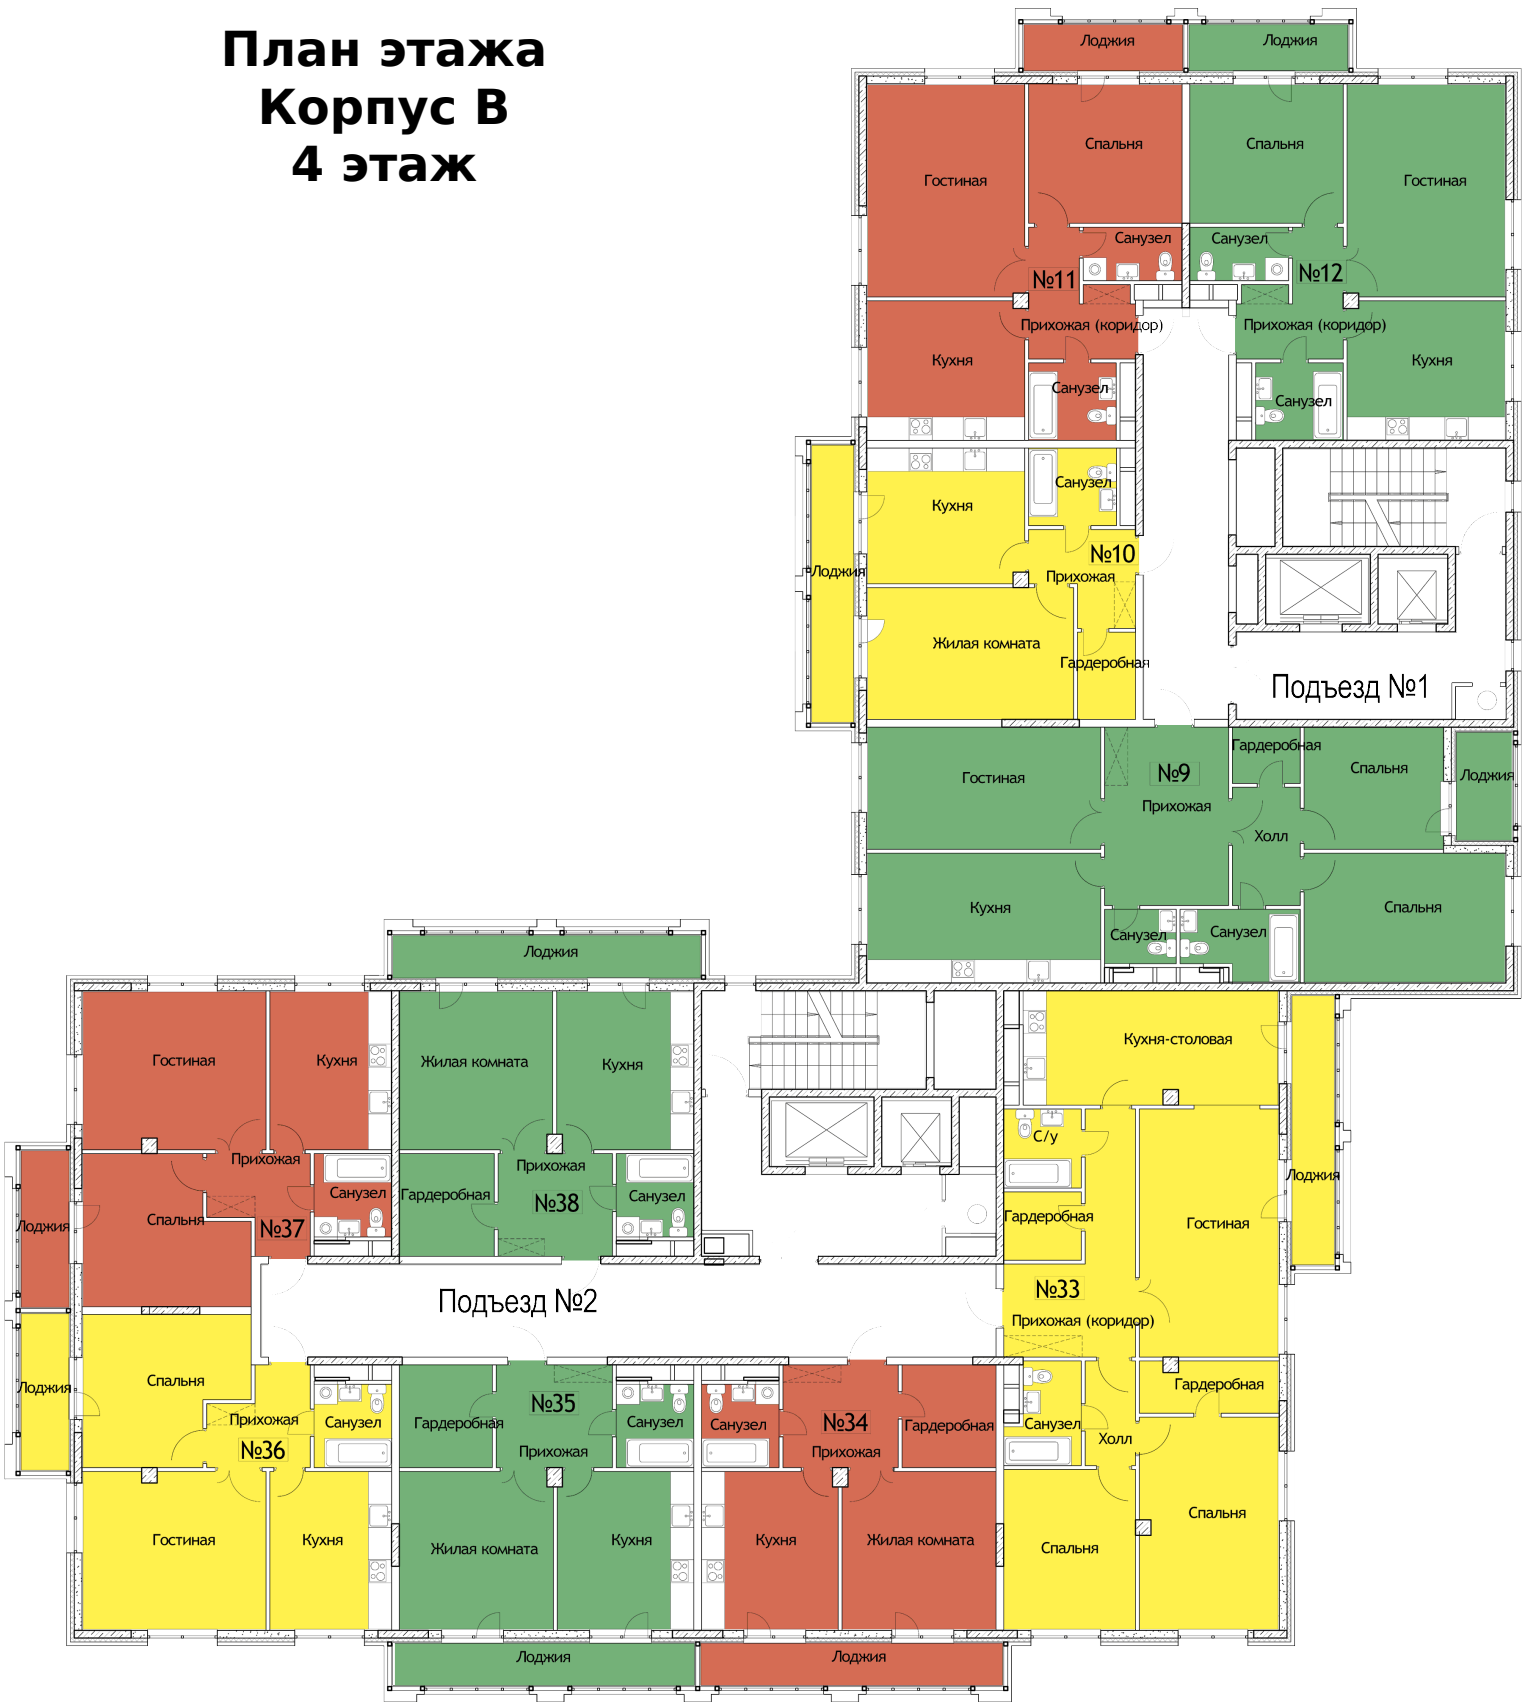 План этажа
Корпус В
4 этаж
Лоджия
Лоджия
Гостиная
Спальня
Спальня
Гостиная
Санузел
Санузел
№11
№12
Прихожая (коридор)
Прихожая (коридор)
Кухня
Кухня
Санузел
Санузел
Кухня
Санузел
№10
Лоджия
Прихожая
Жилая комната
Гардеробная
Подъезд №1
Гостиная
№9
Прихожая
Гардеробная
Спальня
Лоджия
Холл
Кухня
Санузел
Санузел
Спальня
Лоджия
Гостиная
Кухня
Жилая комната
Кухня
Кухня-столовая
С/у
Прихожая
Прихожая
Лоджия
Спальня
Санузел
Гардеробная
№38
Санузел
Гардеробная
Гостиная
Лоджия
№37
Подъезд №2
№33
Прихожая (коридор)
Лоджия
Спальня
Прихожая
№36
Санузел
Гардеробная
№35
Прихожая
Санузел
Санузел
№34
Прихожая
Гардеробная
Санузел
Холл
Гардеробная
Гостиная
Кухня
Жилая комната
Кухня
Кухня
Жилая комната
Спальня
Спальня
Лоджия
Лоджия